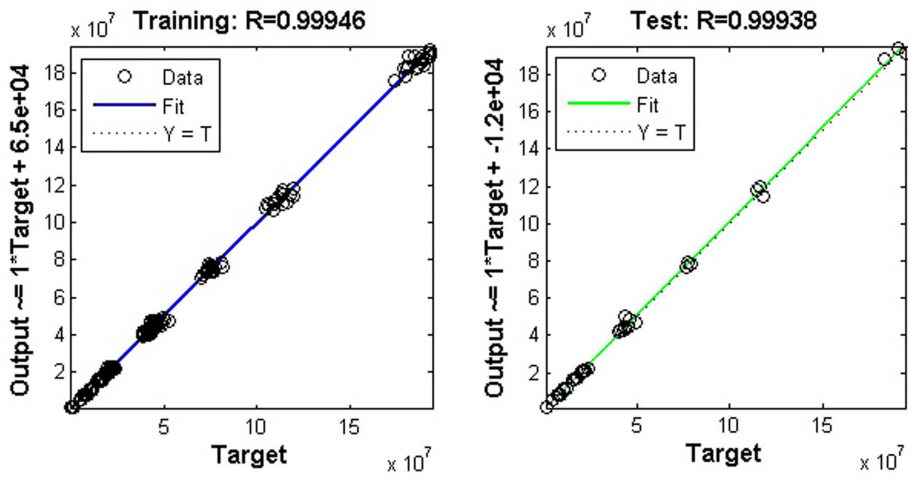 Training: R=0.99946
x 10^7
Output ~= 1*Target + 6.5e+04
18
16
14
12
10
8
6
4
2
Data
Fit
Y = T
5
10
15
Target
x 10^7
Test: R=0.99938
x 10^7
Output ~= 1*Target + -1.2e+04
18
16
14
12
10
8
6
4
2
Data
Fit
Y = T
5
10
15
Target
x 10^7